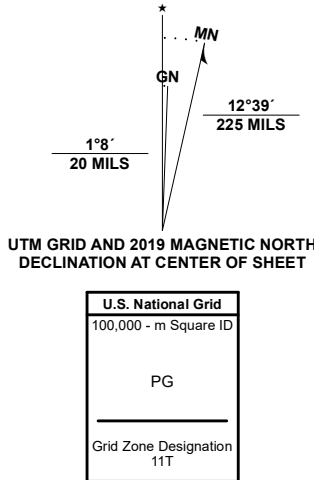 ★
MN
GN
12°39´
225 MILS
1°8´
20 MILS
UTM GRID AND 2019 MAGNETIC NORTH
DECLINATION AT CENTER OF SHEET
U.S. National Grid
100,000 - m Square ID
PG
Grid Zone Designation
11T